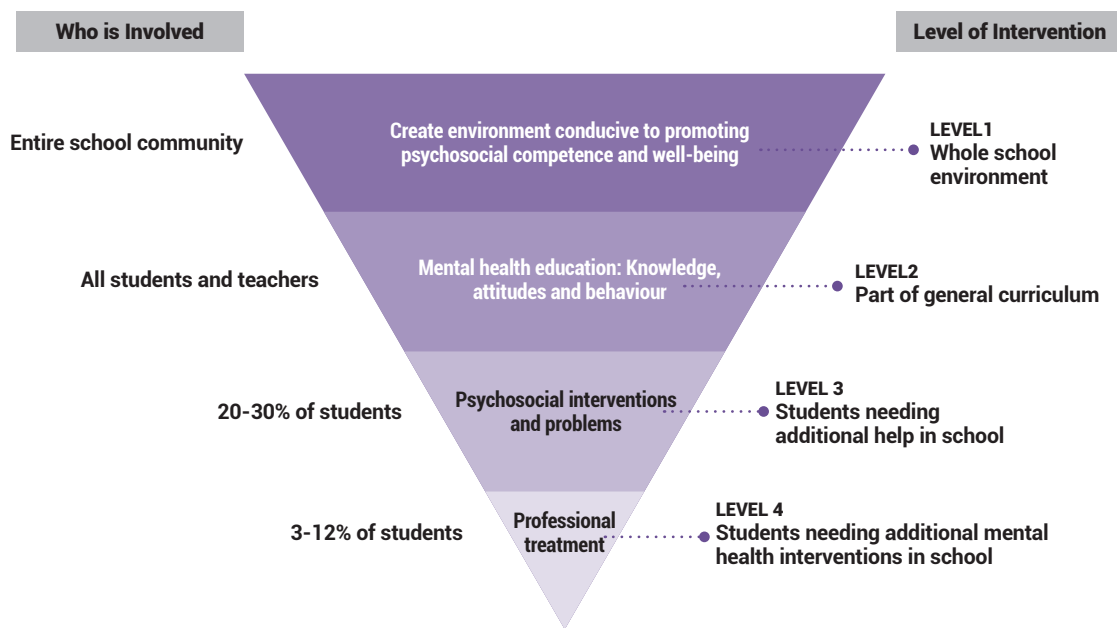 Who is Involved
Level of Intervention
Entire school community
Create environment conducive to promoting
psychosocial competence and well-being
LEVEL1
Whole school
environment
All students and teachers
Mental health education: Knowledge,
attitudes and behaviour
LEVEL2
Part of general curriculum
20-30% of students
Psychosocial interventions
and problems
LEVEL 3
Students needing
additional help in school
3-12% of students
Professional
treatment
LEVEL 4
Students needing additional mental
health interventions in school